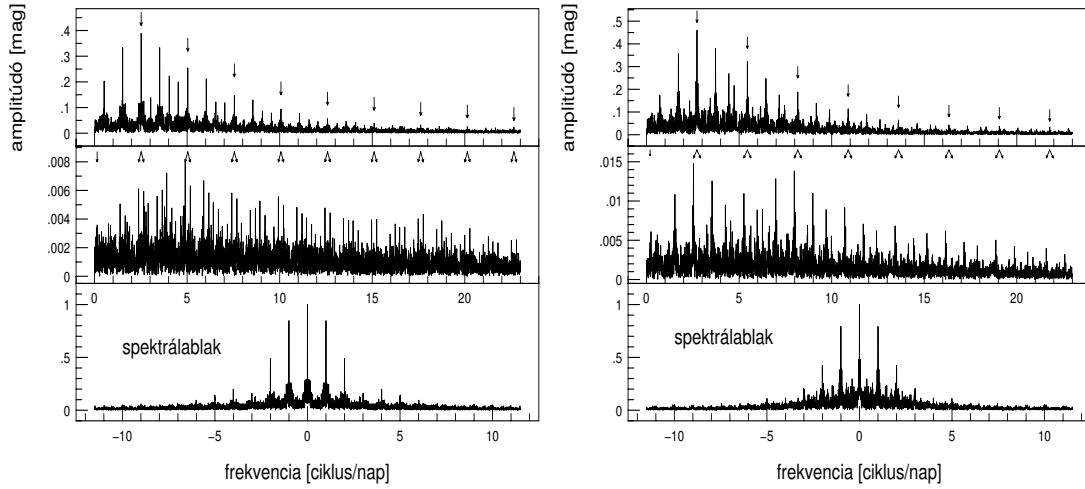 amplitúdó [mag]
.4
.3
.2
.1
0
.008
.006
.004
.002
0
0 5 10 15 20
1
.5
0
spektrálablak
−10 −5 0 5 10
frekvencia [ciklus/nap]
amplitúdó [mag]
.5
.4
.3
.2
.1
0
.015
.01
.005
0
0 5 10 15 20
1
.5
0
spektrálablak
−10 −5 0 5 10
frekvencia [ciklus/nap]